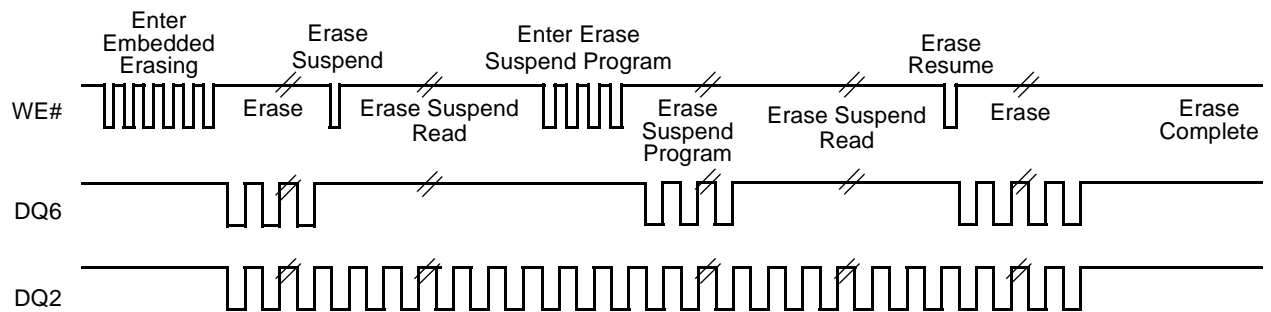 Enter
Embedded
Erasing
Erase
Suspend
Enter Erase
Suspend Program
Erase
Resume
WE#
Erase
Erase Suspend
Read
Erase
Suspend
Program
Erase Suspend
Read
Erase
Erase
Complete
DQ6
DQ2